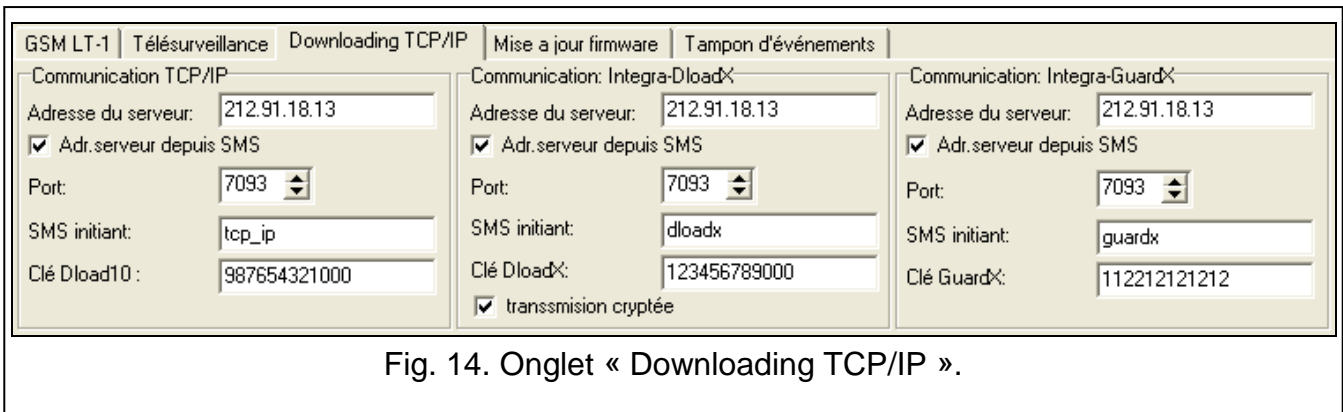 GSM LT-1 Télésurveillance Downloading TCP/IP Mise a jour firmware Tampon d'événements
Communication TCP/IP
Adresse du serveur: 212.91.18.13
Adr.serveur depuis SMS
Port: 7093
SMS initiant: tcp_ip
Clé Dload10 : 987654321000
Communication: Integra-DloadX
Adresse du serveur: 212.91.18.13
Adr.serveur depuis SMS
Port: 7093
SMS initiant: dloadx
Clé DloadX: 123456789000
transsmision cryptée
Communication: Integra-GuardX
Adresse du serveur: 212.91.18.13
Adr.serveur depuis SMS
Port: 7093
SMS initiant: guardx
Clé GuardX: 112212121212
Fig. 14. Onglet « Downloading TCP/IP ».